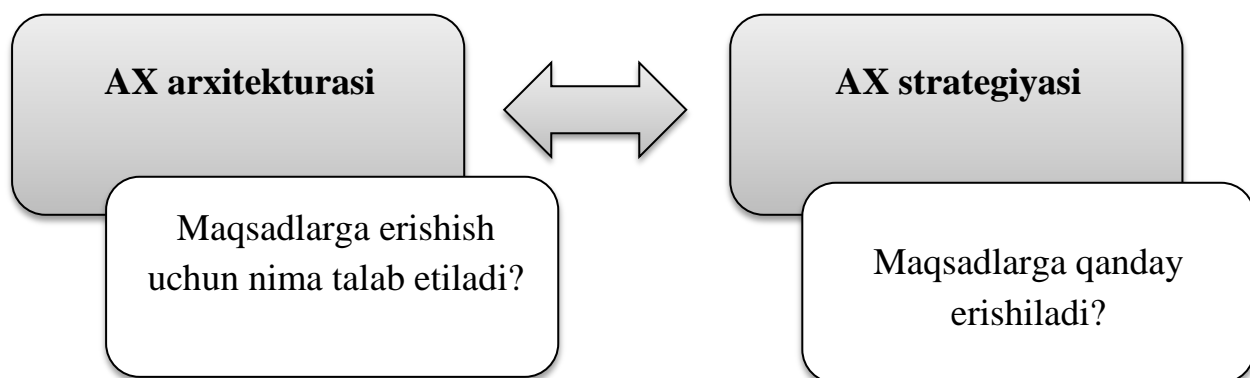 AX arxitekturasi
Maqsadlarga erishish
uchun nima talab etiladi?
AX strategiyasi
Maqsadlarga qanday
erishiladi?